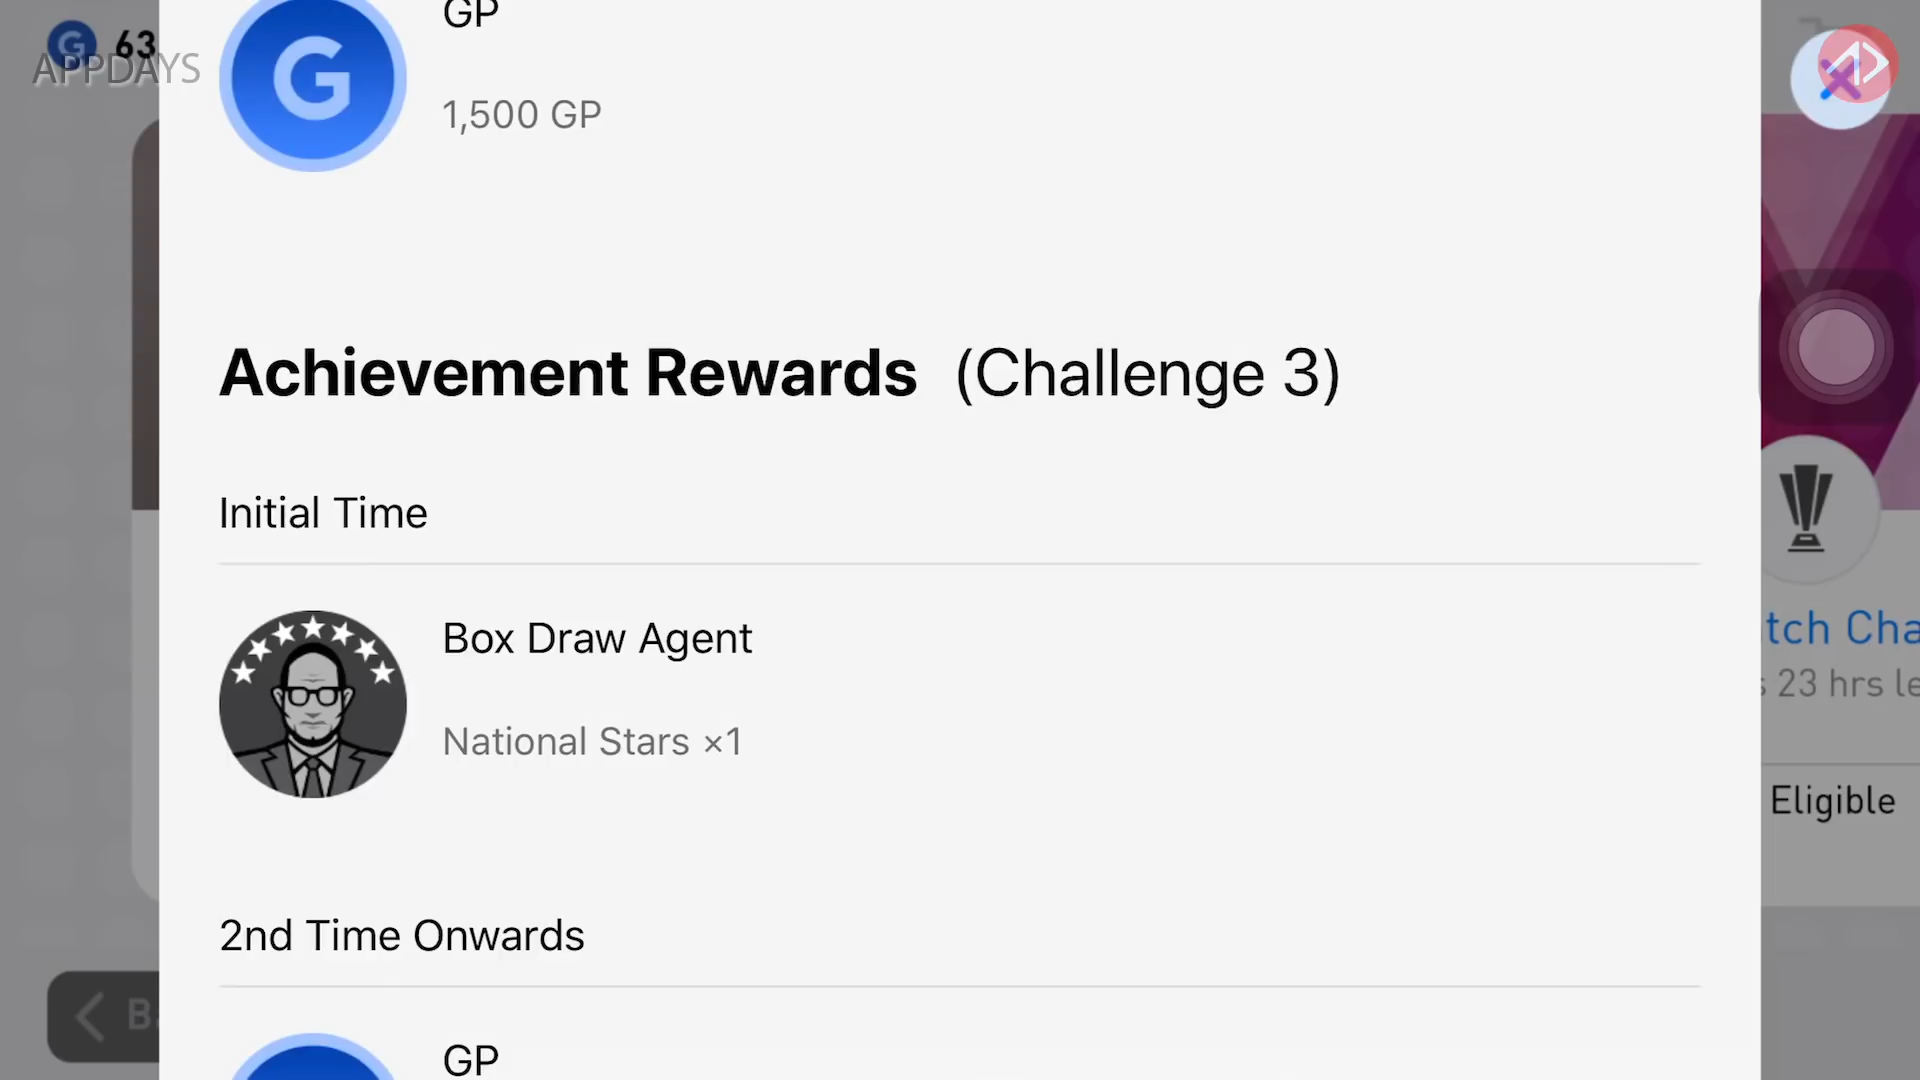 63
APPDAYS
GP
1,500 GP
Achievement Rewards (Challenge 3)
Initial Time
Box Draw Agent
National Stars ×1
tch Cha
23 hrs le
Eligible
2nd Time Onwards
B
GP